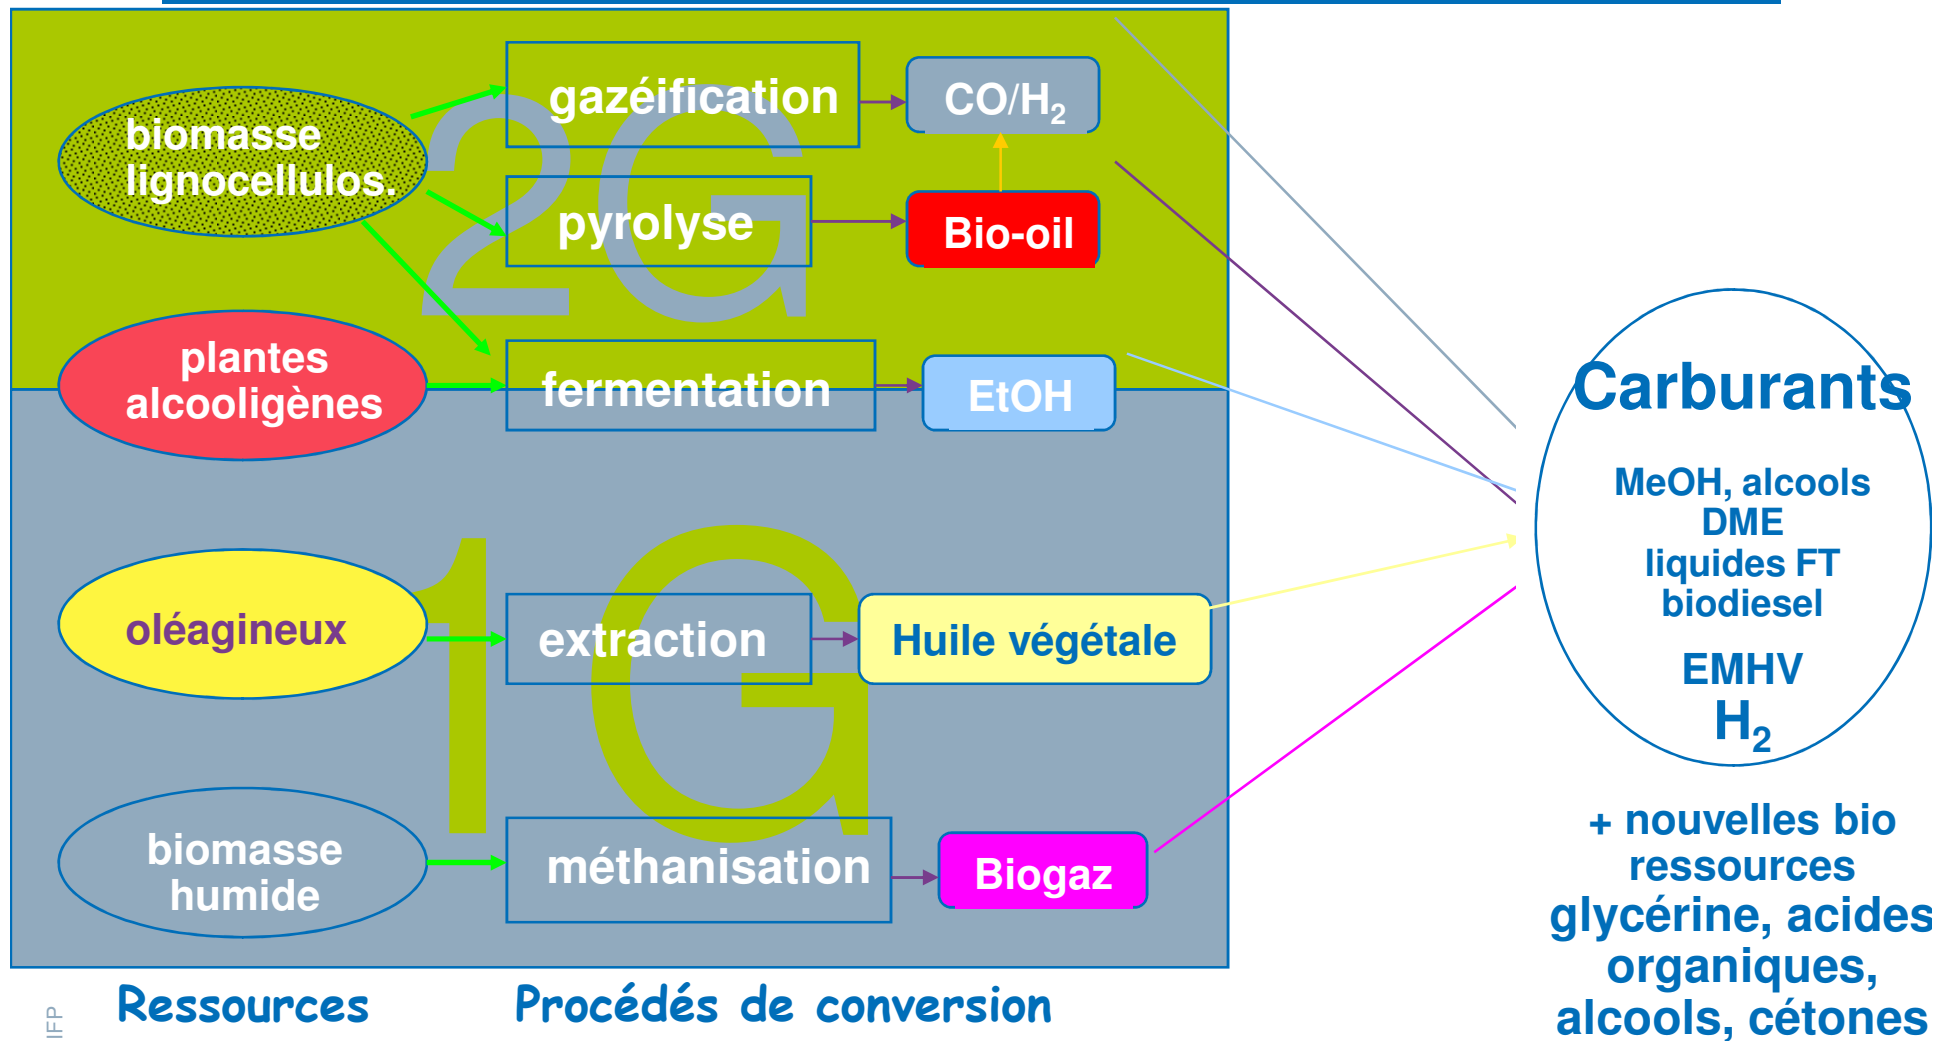 2G
1G
biomasse
lignocellulos.
gazéification
CO/H2
pyrolyse
Bio-oil
plantes
alcooligènes
fermentation
EtOH
oléagineux
extraction
Huile végétale
biomasse
humide
méthanisation
Biogaz
Carburants
MeOH, alcools
DME
liquides FT
biodiesel
EMHV
H2
+ nouvelles bio
ressources
glycérine, acides
organiques,
alcools, cétones
Ressources
Procédés de conversion
IFP